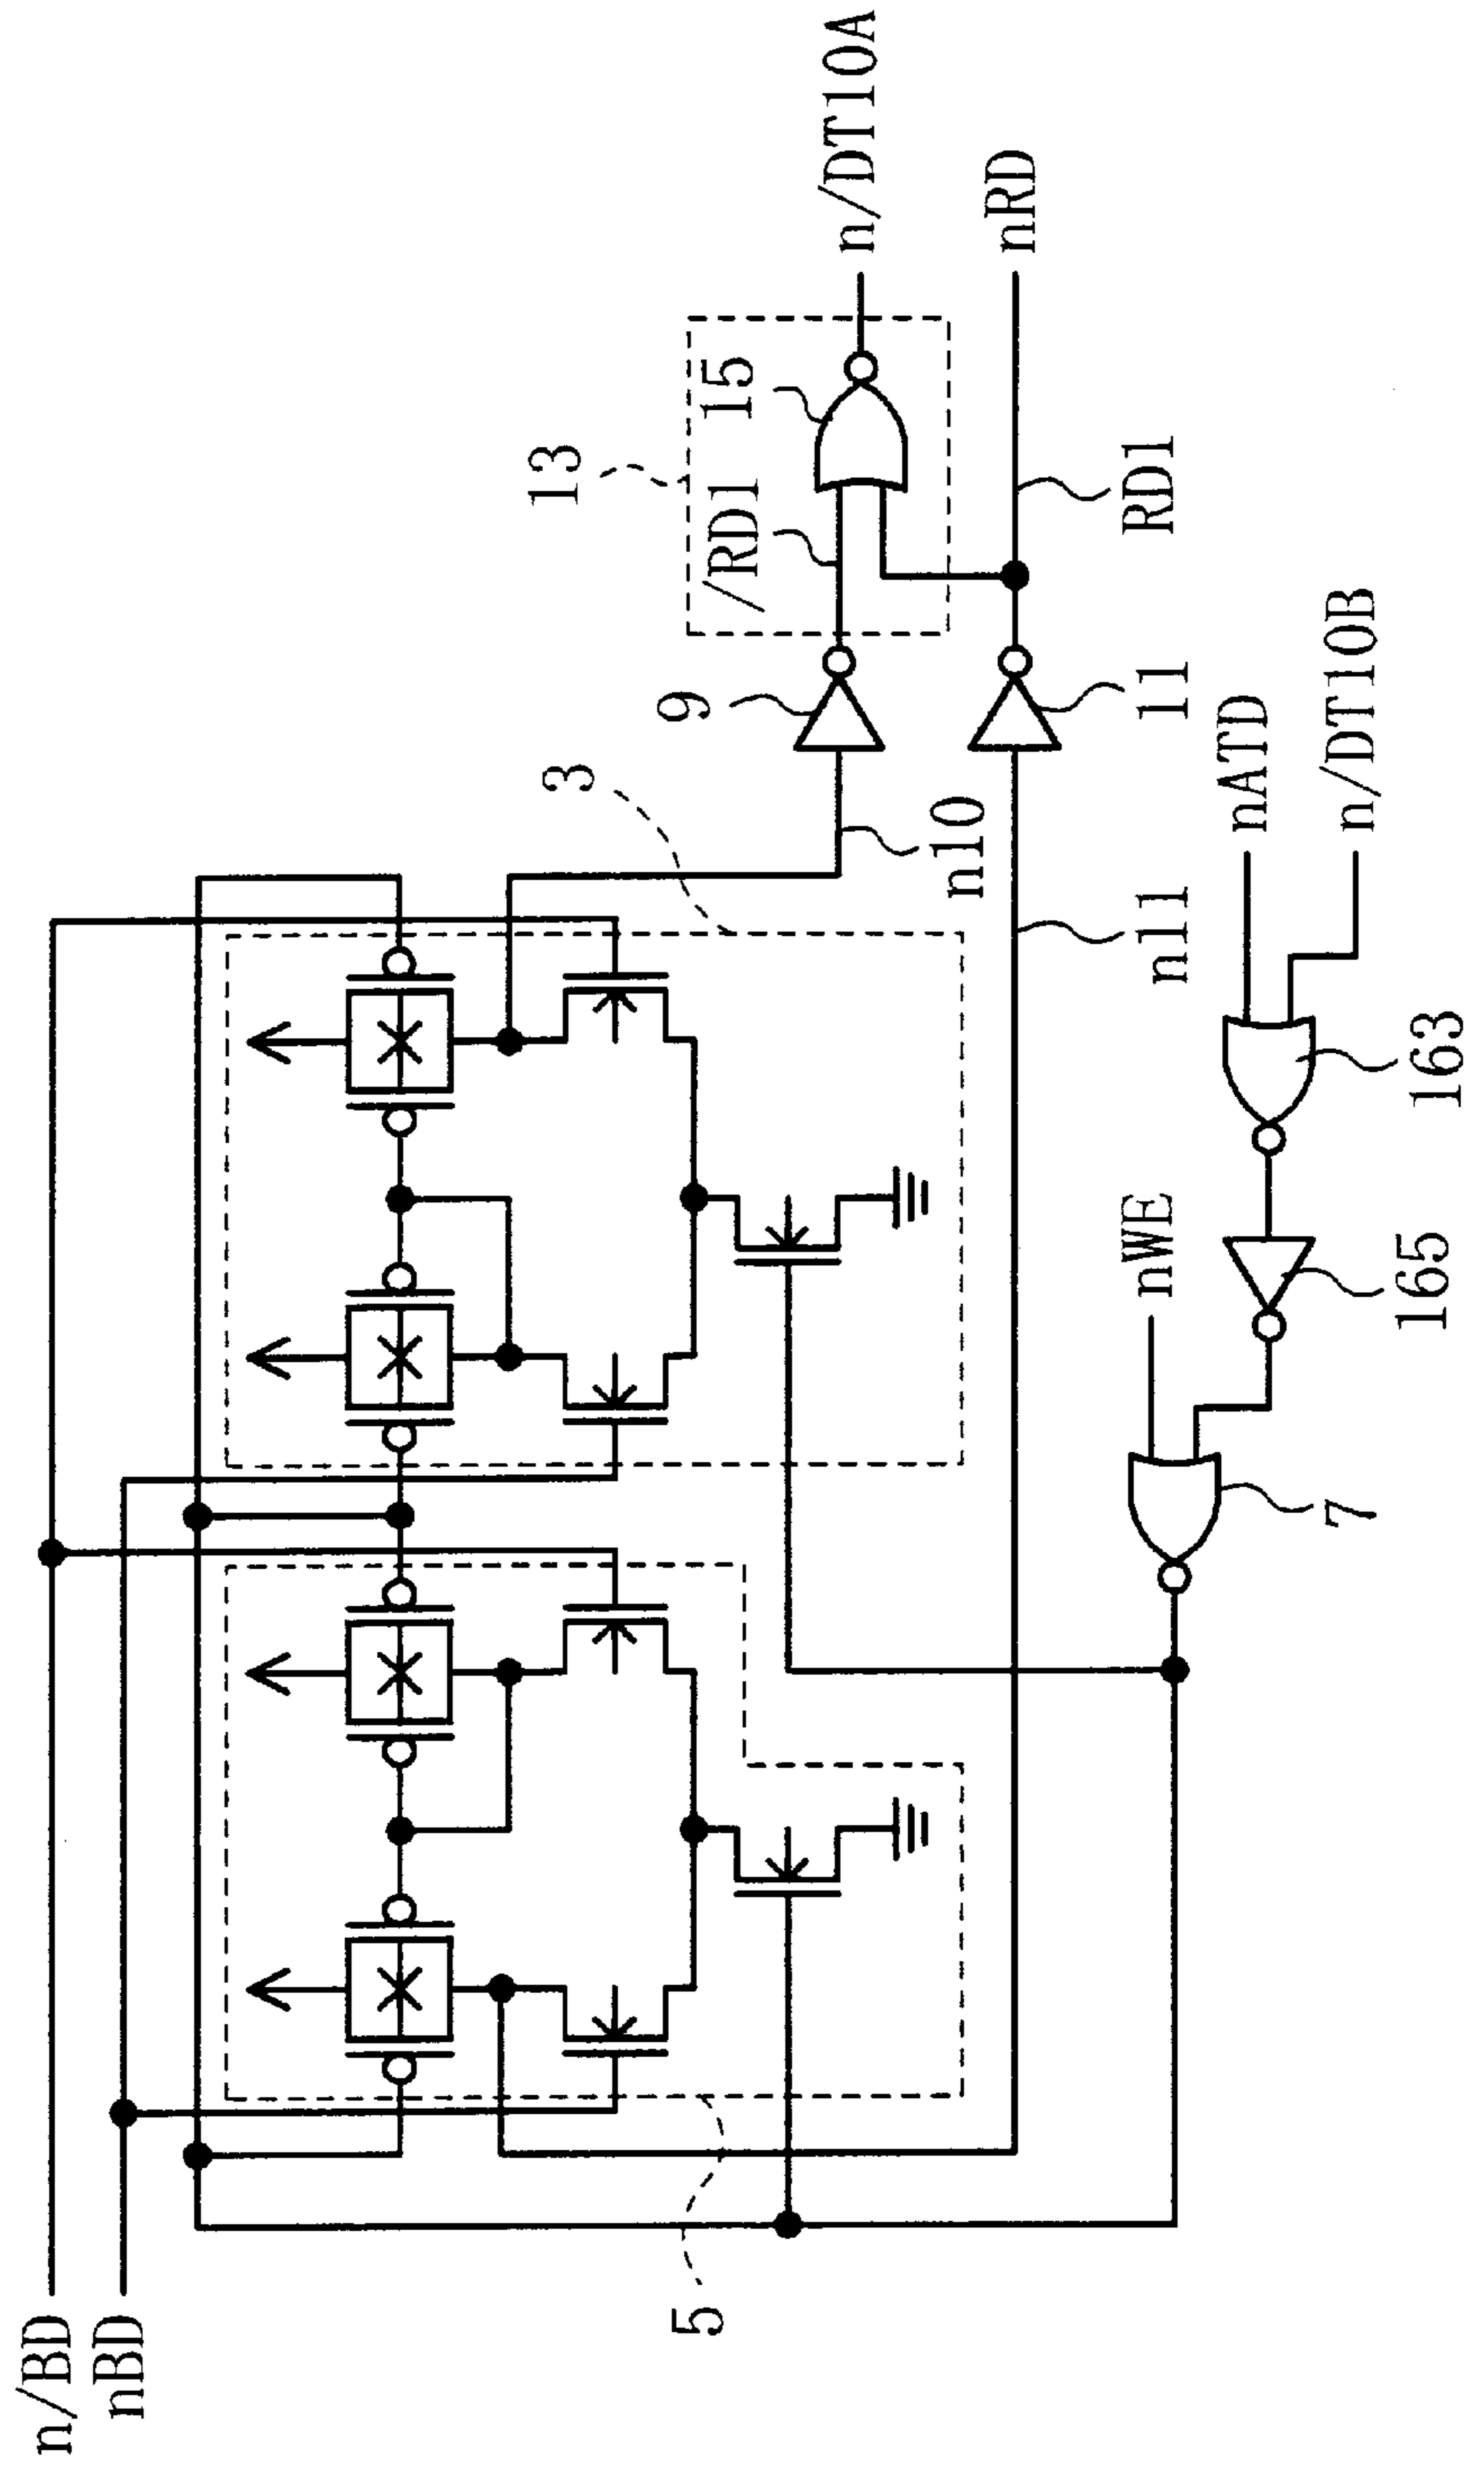 n/BD
nBD
5
3
n10
n11
9
11
13
/RD1
15
RD1
n/DT10A
nRD
nWE
7
165
163
nATD
n/DT10B